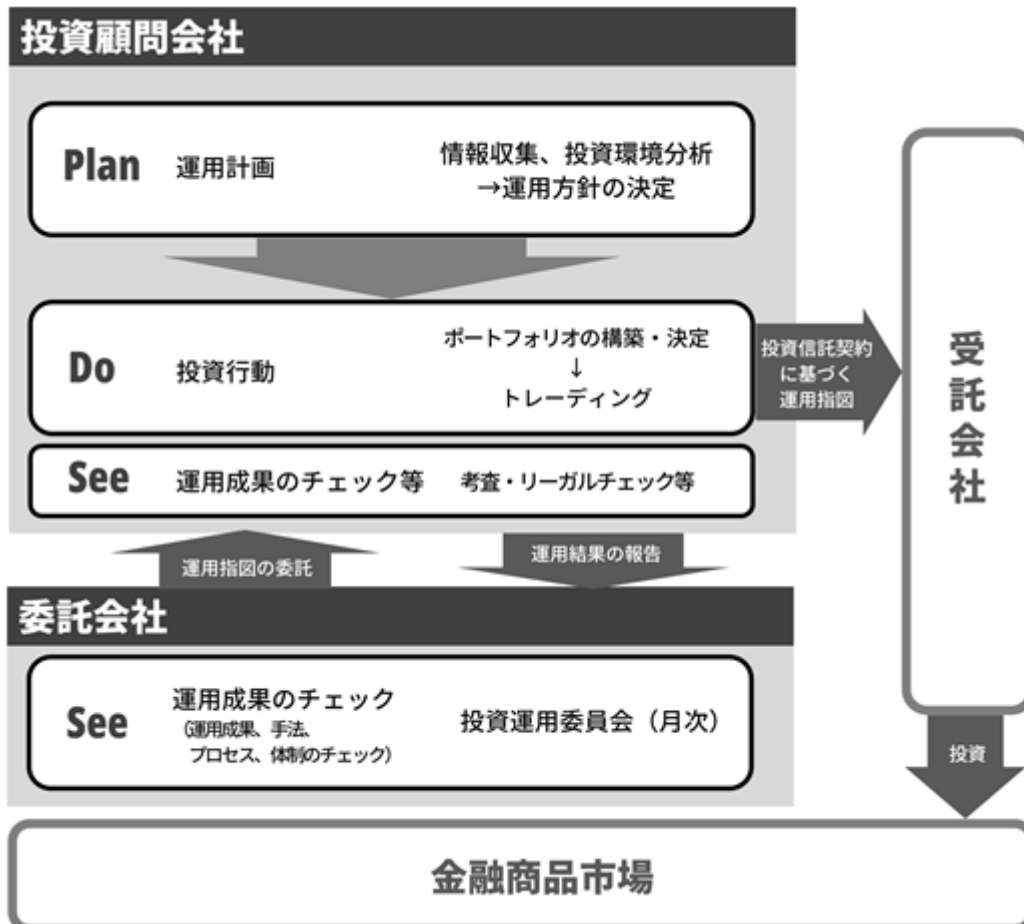 投資顧問会社
Plan
運用計画
情報収集、投資環境分析
→運用方針の決定
Do
投資行動
ポートフォリオの構築・決定
↓
トレーディング
投資信託契約
に基づく
運用指図
受託会社
See
運用成果のチェック等
考査・リーガルチェック等
運用指図の委託
運用結果の報告
委託会社
See
運用成果のチェック
(運用成果、手法、
プロセス、体制のチェック)
投資運用委員会（月次）
投資
金融商品市場